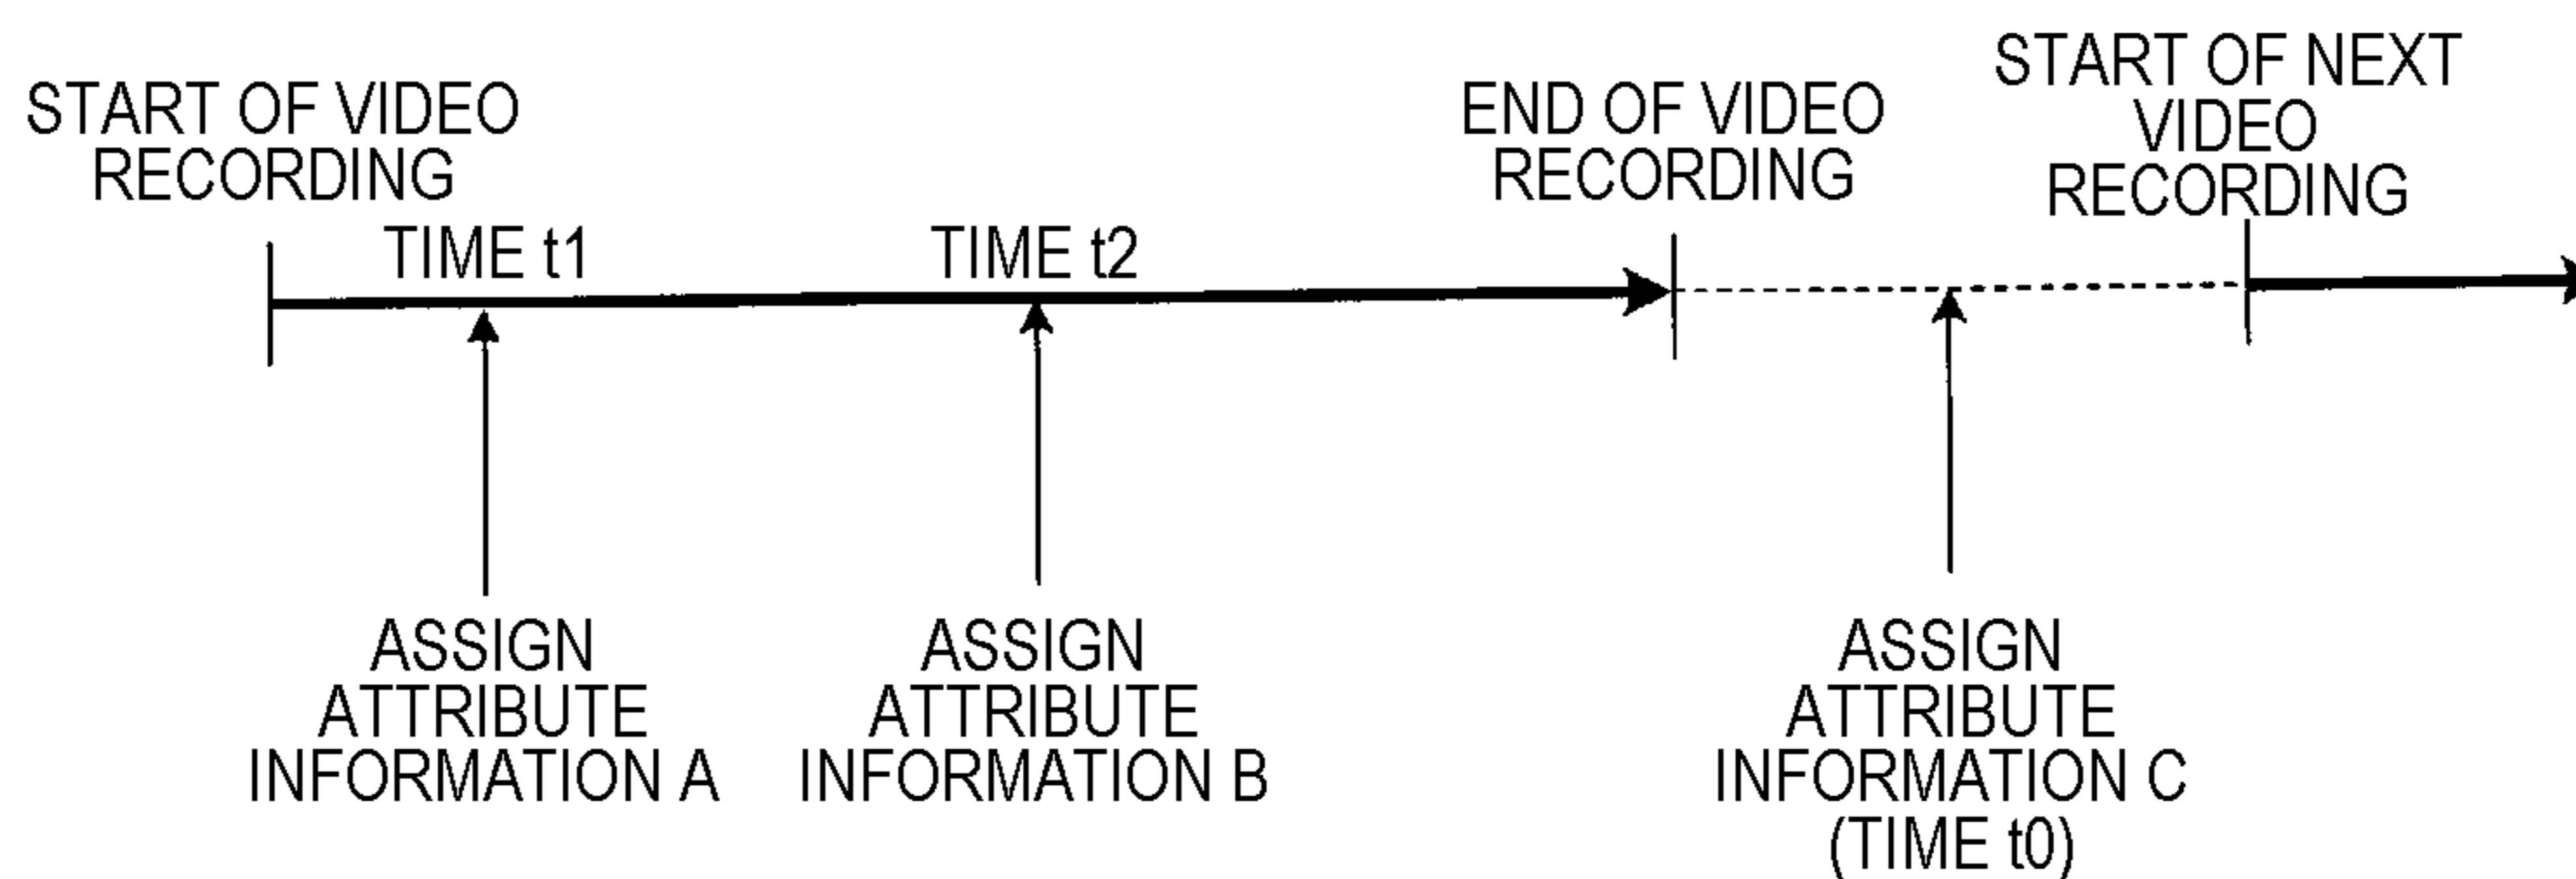 START OF VIDEO
RECORDING
TIME t1
TIME t2
END OF VIDEO
RECORDING
START OF NEXT
VIDEO
RECORDING
ASSIGN
ATTRIBUTE
INFORMATION A
ASSIGN
ATTRIBUTE
INFORMATION B
ASSIGN
ATTRIBUTE
INFORMATION C
(TIME t0)